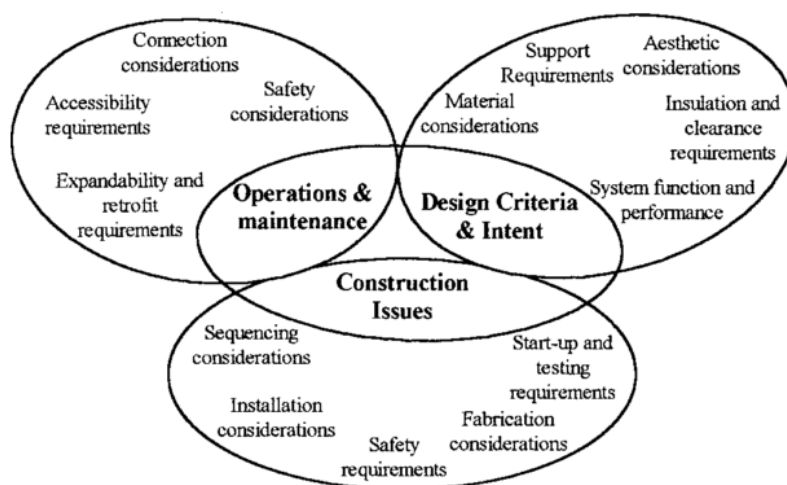 Connection
considerations
Safety
considerations
Accessibility
requirements
Expandability and
retrofit
requirements
Operations &
maintenance
Support
Requirements
Aesthetic
considerations
Material
considerations
Insulation and
clearance
requirements
System function and
performance
Design Criteria
& Intent
Construction
Issues
Sequencing
considerations
Start-up and
testing
requirements
Installation
considerations
Fabrication
considerations
Safety
requirements